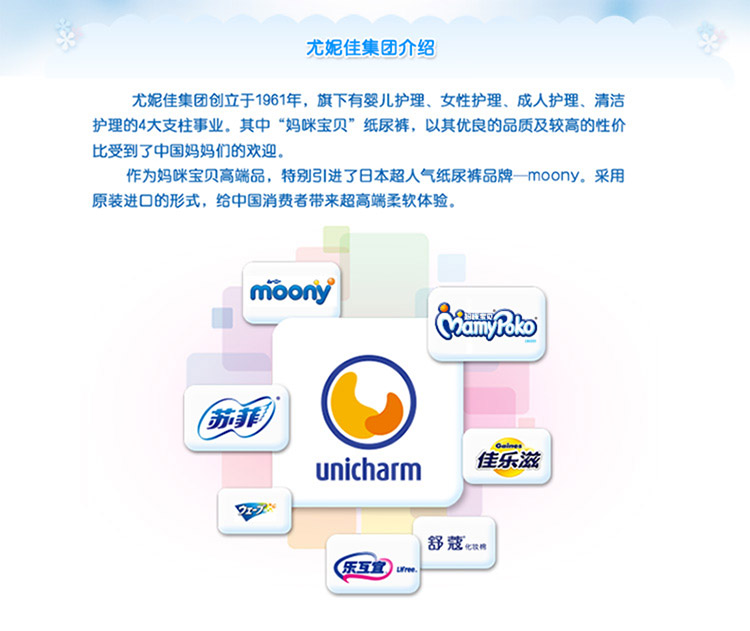 尤妮佳集团介绍
尤妮佳集团创立于1961年，旗下有婴儿护理、女性护理、成人护理、清洁
护理的4大支柱事业。其中“妈咪宝贝”纸尿裤，以其优良的品质及较高的性价
比受到了中国妈妈们的欢迎。
作为妈咪宝贝高端品，特别引进了日本超人气纸尿裤品牌—moony。采用
原装进口的形式，给中国消费者带来超高端柔软体验。
moony
妈咪宝贝
MamyPoko
unicharm
苏菲
Gaines
佳乐滋
ウェーブ
舒蔻 化妆棉
乐互宜 Lifree